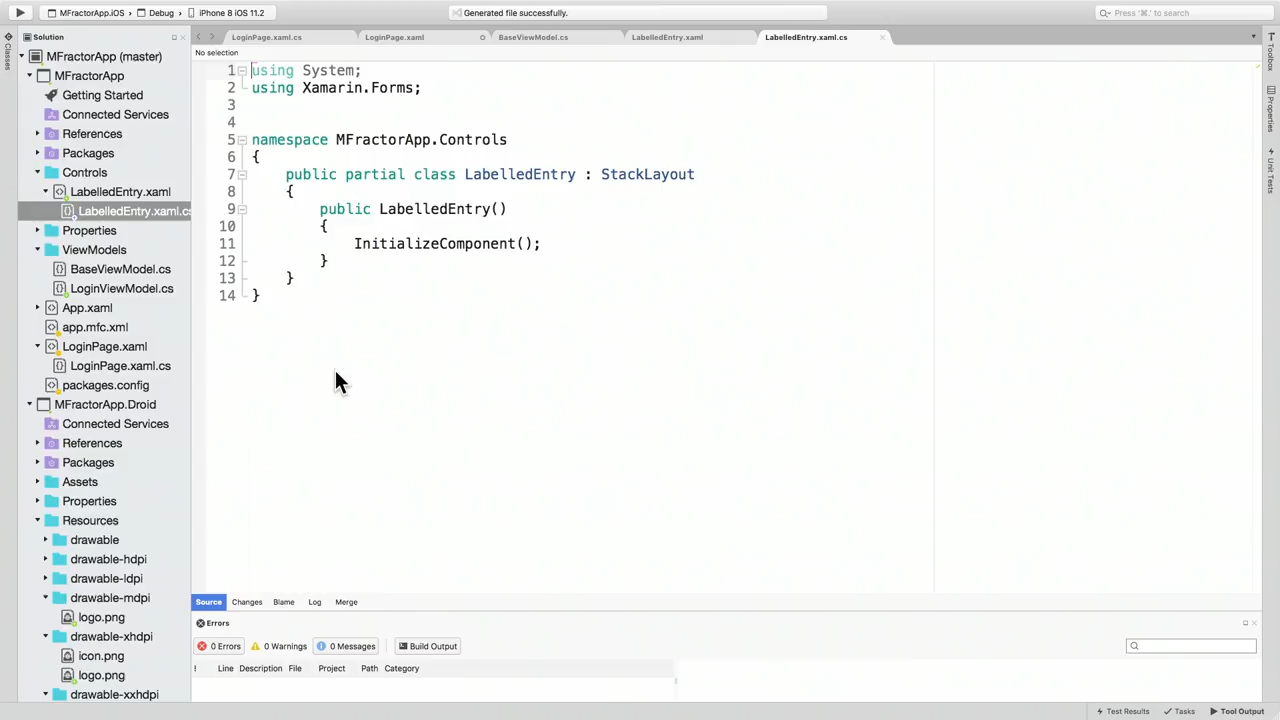 MFractorApp.iOS
Debug
iPhone 8 iOS 11.2
Generated file successfully.
Press '⌘.' to search
Classes
Solution
LoginPage.xaml.cs
LoginPage.xaml
BaseViewModel.cs
LabelledEntry.xaml
LabelledEntry.xaml.cs
No selection
MFractorApp (master)
MFractorApp
Getting Started
Connected Services
References
Packages
Controls
LabelledEntry.xaml
LabelledEntry.xaml.cs
Properties
ViewModels
BaseViewModel.cs
LoginViewModel.cs
App.xaml
app.mfc.xml
LoginPage.xaml
LoginPage.xaml.cs
packages.config
MFractorApp.Droid
Connected Services
References
Packages
Assets
Properties
Resources
drawable
drawable-hdpi
drawable-ldpi
drawable-mdpi
logo.png
drawable-xhdpi
icon.png
logo.png
drawable-xxhdpi
1 using System;
2 using Xamarin.Forms;
3
4
5 namespace MFractorApp.Controls
6 {
7 public partial class LabelledEntry : StackLayout
8 {
9 public LabelledEntry()
10 {
11 InitializeComponent();
12 }
13 }
14 }
Toolbox
Properties
Unit Tests
Source Changes Blame Log Merge
Errors
0 Errors 0 Warnings 0 Messages Build Output
! Line Description File Project Path Category
Test Results Tasks Tool Output